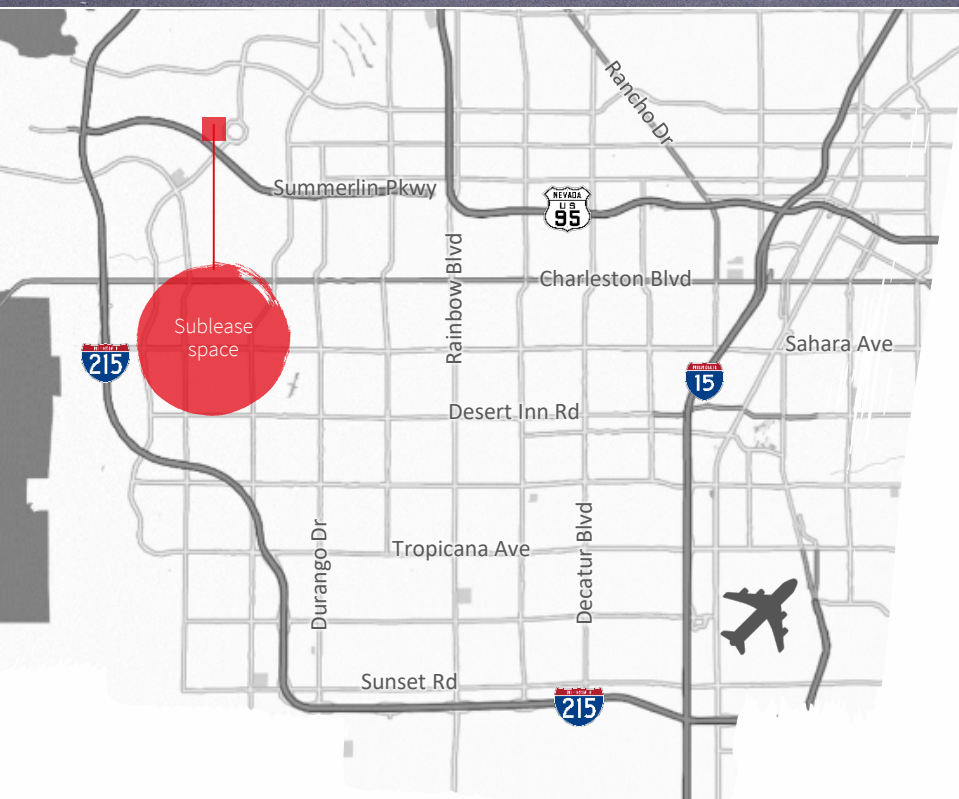 Rancho Dr
Summerlin Pkwy
NEVADA
U S
95
Rainbow Blvd
Charleston Blvd
Sublease
space
Sahara Ave
215
15
Desert Inn Rd
Durango Dr
Tropicana Ave
Decatur Blvd
Sunset Rd
215